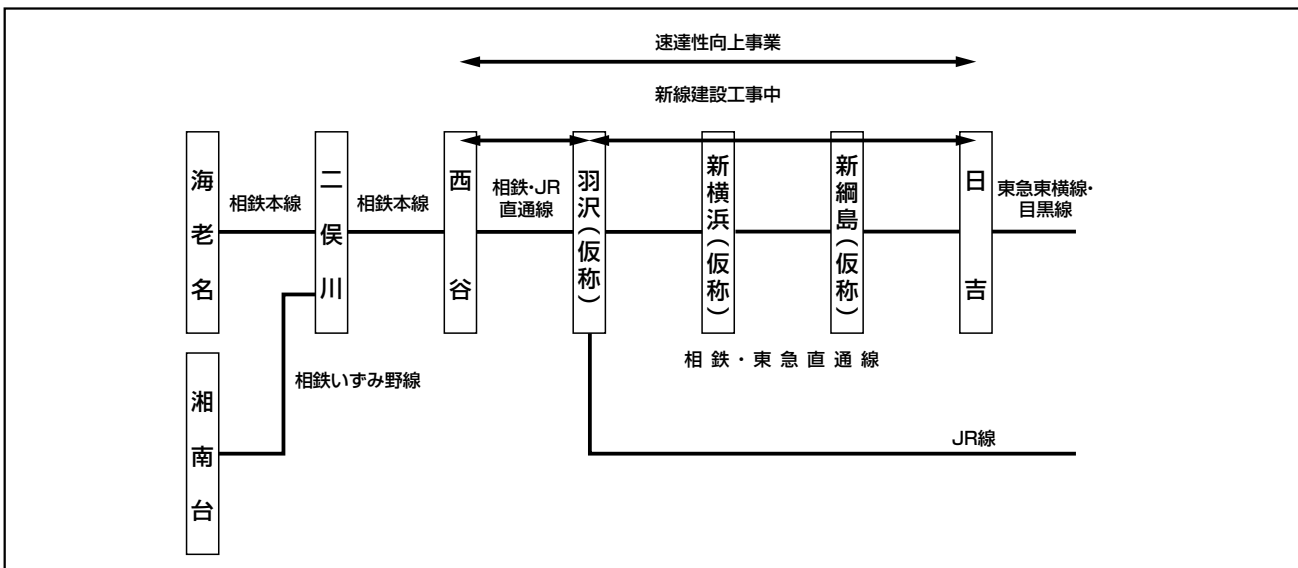 速達性向上事業
新線建設工事中
海老名
相鉄本線
二俣川
相鉄本線
西谷
相鉄・JR
直通線
羽沢(仮称)
新横浜(仮称)
新綱島(仮称)
日吉
東急東横線・
目黒線
相鉄・東急直通線
湘南台
相鉄いずみ野線
JR線